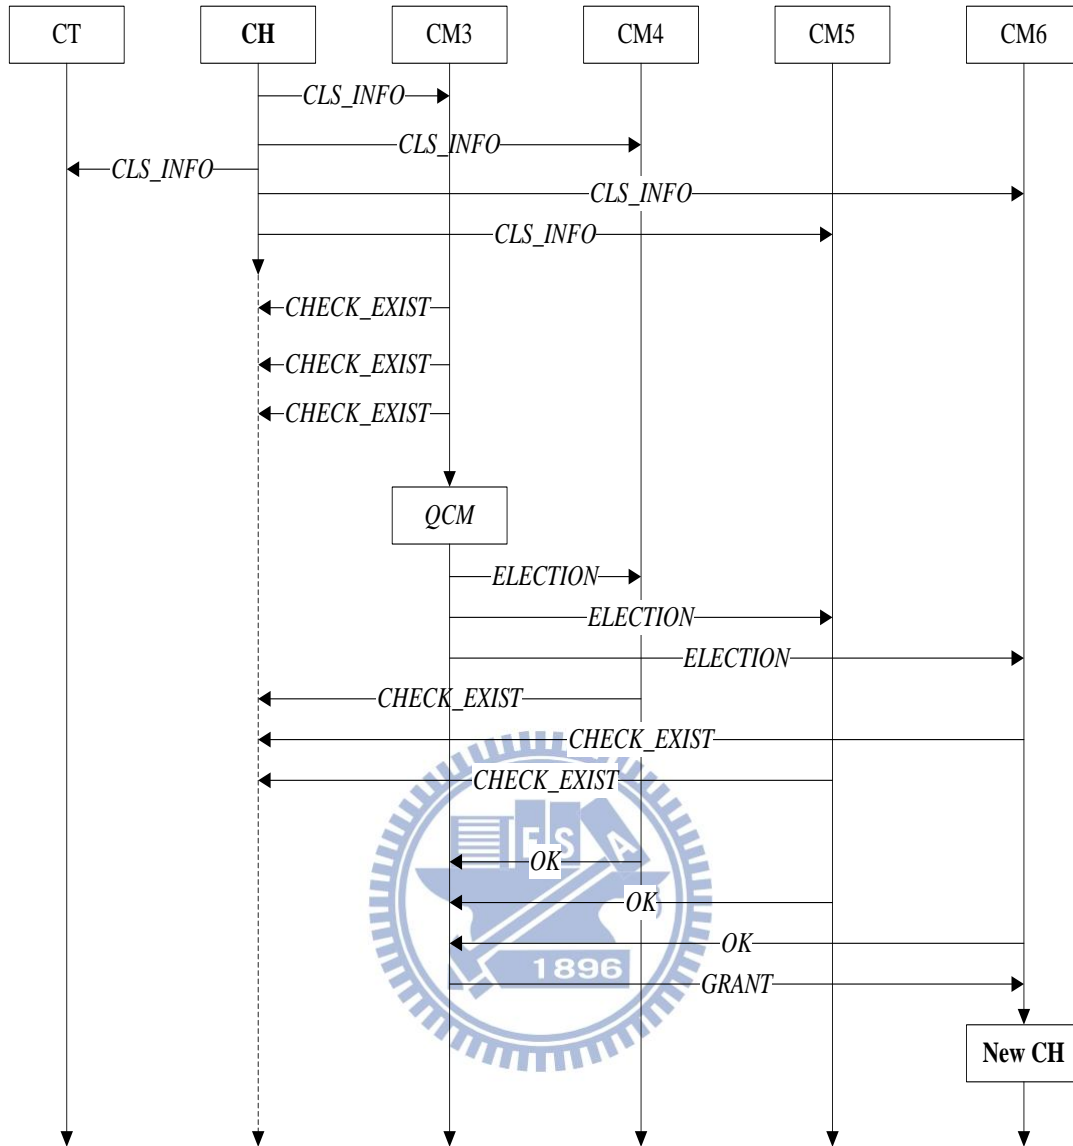 CT
CH
CM3
CM4
CM5
CM6
CLS_INFO
CLS_INFO
CLS_INFO
CLS_INFO
CLS_INFO
CHECK_EXIST
CHECK_EXIST
CHECK_EXIST
QCM
ELECTION
ELECTION
ELECTION
CHECK_EXIST
CHECK_EXIST
CHECK_EXIST
E S A
OK
OK
OK
1896
GRANT
New CH